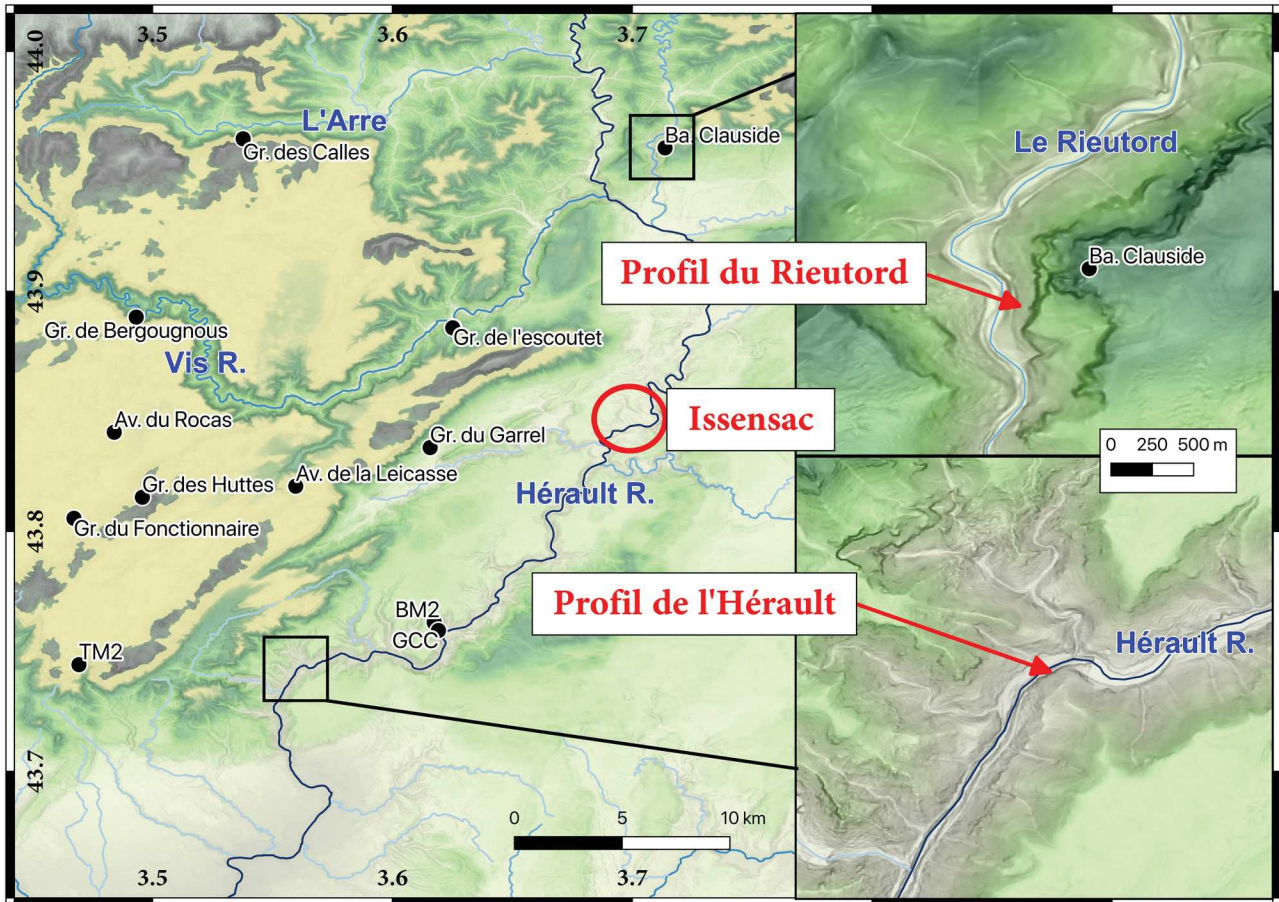 3.5
3.6
3.7
44.0
43.9
43.8
43.7
L'Arre
Gr. des Calles
Ba. Clauside
Gr. de Bergougnous
Vis R.
Gr. de l'escoutet
Av. du Rocas
Gr. du Garrel
Av. de la Leicasse
Gr. des Huttes
Gr. du Fonctionnaire
Hérault R.
Issensac
BM2
GCC
TM2
0 5 10 km
3.5
3.6
3.7
Le Rieutord
Ba. Clauside
Profil du Rieutord
0 250 500 m
Profil de l'Hérault
Hérault R.